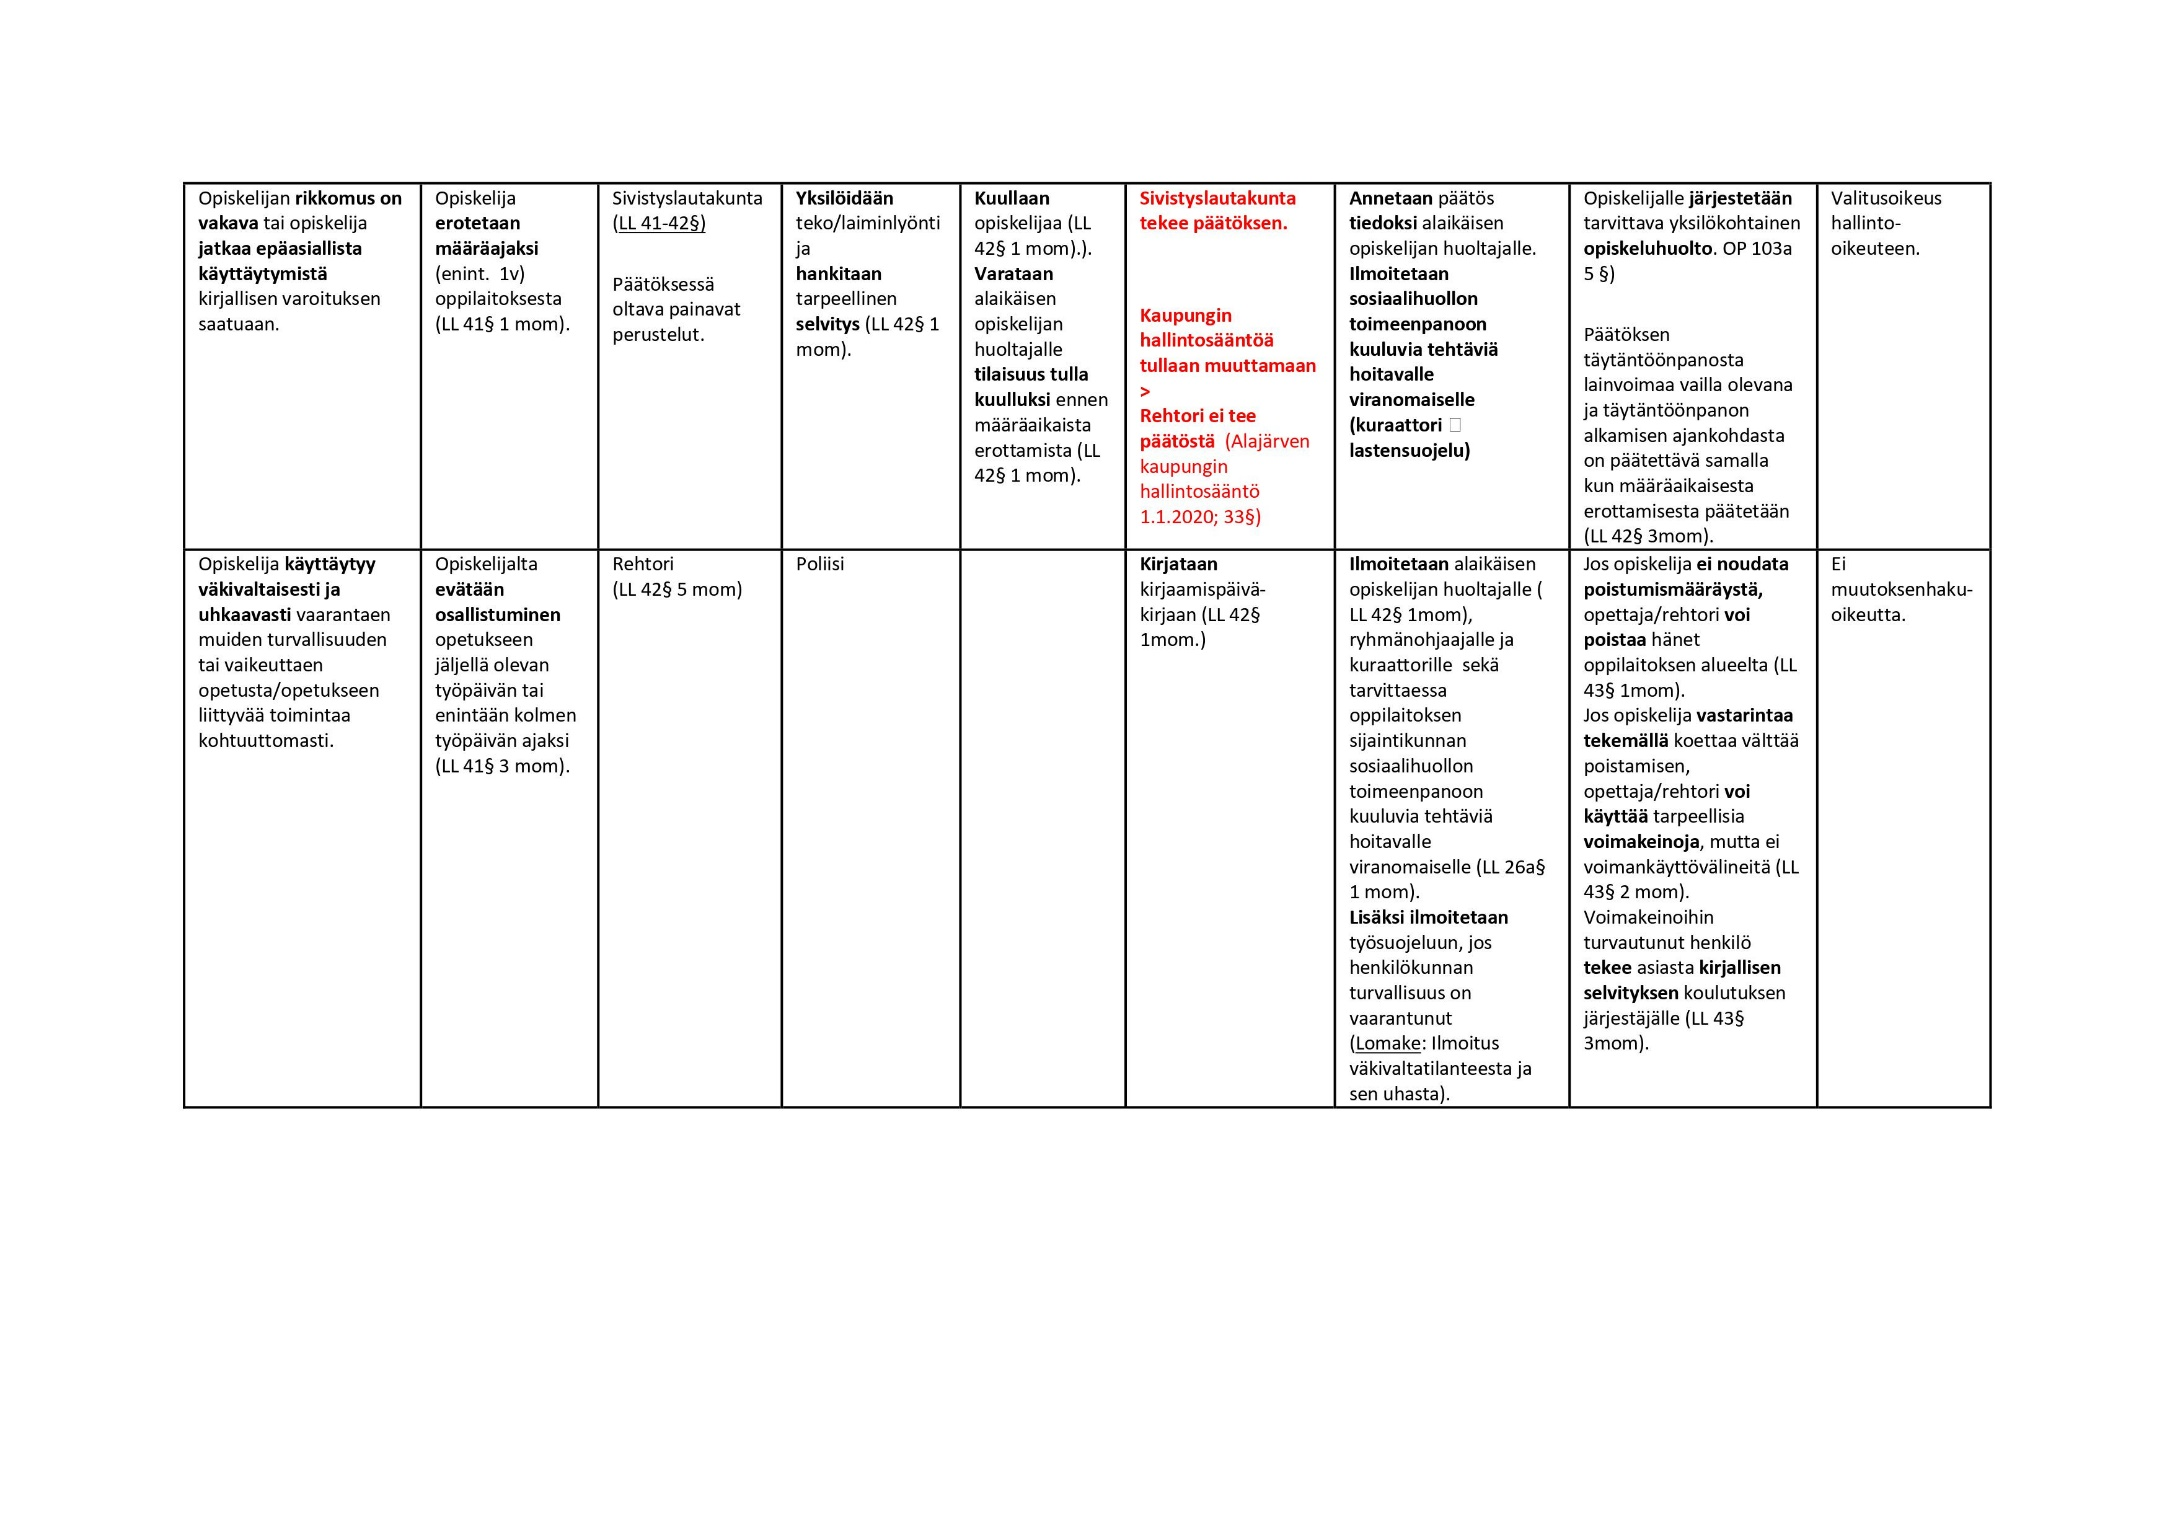 Opiskelijan rikkomus on
vakava tai opiskelija
jatkaa epäasiallista
käyttäytymistä
kirjallisen varoituksen
saatuaan.
Opiskelija
erotetaan
määräajaksi
(enint.  1v)
oppilaitoksesta
(LL 41§ 1 mom).
Sivistyslautakunta
(LL 41-42§)
Päätöksessä
oltava painavat
perustelut.
Yksilöidään
teko/laiminlyönti
ja
hankitaan
tarpeellinen
selvitys (LL 42§ 1
mom).
Kuullaan
opiskelijaa (LL
42§ 1 mom).).
Varataan
alaikäisen
opiskelijan
huoltajalle
tilaisuus tulla
kuulluksi ennen
määräaikaista
erottamista (LL
42§ 1 mom).
Sivistyslautakunta
tekee päätöksen.
Kaupungin
hallintosääntöä
tullaan muuttamaan
>
Rehtori ei tee
päätöstä  (Alajärven
kaupungin
hallintosääntö
1.1.2020; 33§)
Annetaan päätös
tiedoksi alaikäisen
opiskelijan huoltajalle.
Ilmoitetaan
sosiaalihuollon
toimeenpanoon
kuuluvia tehtäviä
hoitavalle
viranomaiselle
(kuraattori 
lastensuojelu)
Opiskelijalle järjestetään
tarvittava yksilökohtainen
opiskeluhuolto. OP 103a
5 §)
Päätöksen
täytäntöönpanosta
lainvoimaa vailla olevana
ja täytäntöönpanon
alkamisen ajankohdasta
on päätettävä samalla
kun määräaikaisesta
erottamisesta päätetään
(LL 42§ 3mom).
Valitusoikeus
hallinto-
oikeuteen.
Opiskelija käyttäytyy
väkivaltaisesti ja
uhkaavasti vaarantaen
muiden turvallisuuden
tai vaikeuttaen
opetusta/opetukseen
liittyvää toimintaa
kohtuuttomasti.
Opiskelijalta
evätään
osallistuminen
opetukseen
jäljellä olevan
työpäivän tai
enintään kolmen
työpäivän ajaksi
(LL 41§ 3 mom).
Rehtori
(LL 42§ 5 mom)
Poliisi
Kirjataan
kirjaamispäivä-
kirjaan (LL 42§
1mom.)
Ilmoitetaan alaikäisen
opiskelijan huoltajalle (
LL 42§ 1mom),
ryhmänohjaajalle ja
kuraattorille  sekä
tarvittaessa
oppilaitoksen
sijaintikunnan
sosiaalihuollon
toimeenpanoon
kuuluvia tehtäviä
hoitavalle
viranomaiselle (LL 26a§
1 mom).
Lisäksi ilmoitetaan
työsuojeluun, jos
henkilökunnan
turvallisuus on
vaarantunut
(Lomake: Ilmoitus
väkivaltatilanteesta ja
sen uhasta).
Jos opiskelija ei noudata
poistumismääräystä,
opettaja/rehtori voi
poistaa hänet
oppilaitoksen alueelta (LL
43§ 1mom).
Jos opiskelija vastarintaa
tekemällä koettaa välttää
poistamisen,
opettaja/rehtori voi
käyttää tarpeellisia
voimakeinoja, mutta ei
voimankäyttövälineitä (LL
43§ 2 mom).
Voimakeinoihin
turvautunut henkilö
tekee asiasta kirjallisen
selvityksen koulutuksen
järjestäjälle (LL 43§
3mom).
Ei
muutoksenhaku-
oikeutta.